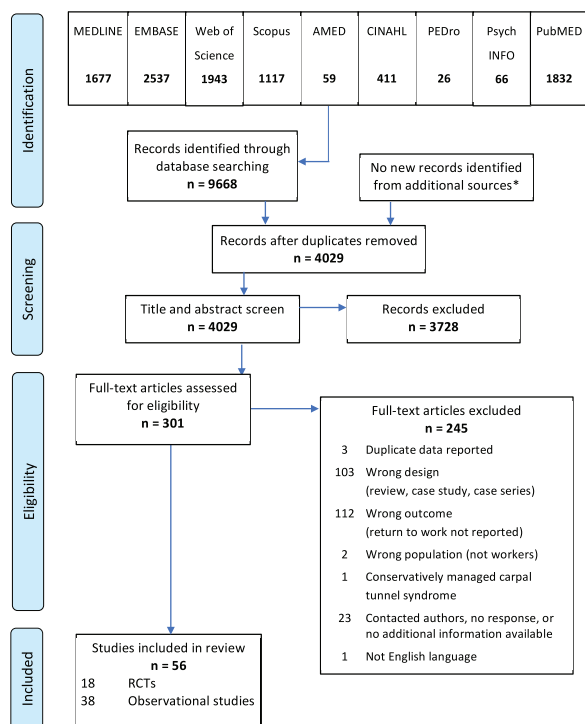 Identification
MEDLINE
1677
EMBASE
2537
Web of
Science
1943
Scopus
1117
AMED
59
CINAHL
411
PEDro
26
Psych
INFO
66
PubMED
1832
Records identified through
database searching
n = 9668
No new records identified
from additional sources*
Screening
Records after duplicates removed
n = 4029
Title and abstract screen
n = 4029
Records excluded
n = 3728
Eligibility
Full-text articles assessed
for eligibility
n = 301
Full-text articles excluded
n = 245
3 Duplicate data reported
103 Wrong design
(review, case study, case series)
112 Wrong outcome
(return to work not reported)
2 Wrong population (not workers)
1 Conservatively managed carpal
tunnel syndrome
23 Contacted authors, no response, or
no additional information available
1 Not English language
Included
Studies included in review
n = 56
18 RCTs
38 Observational studies